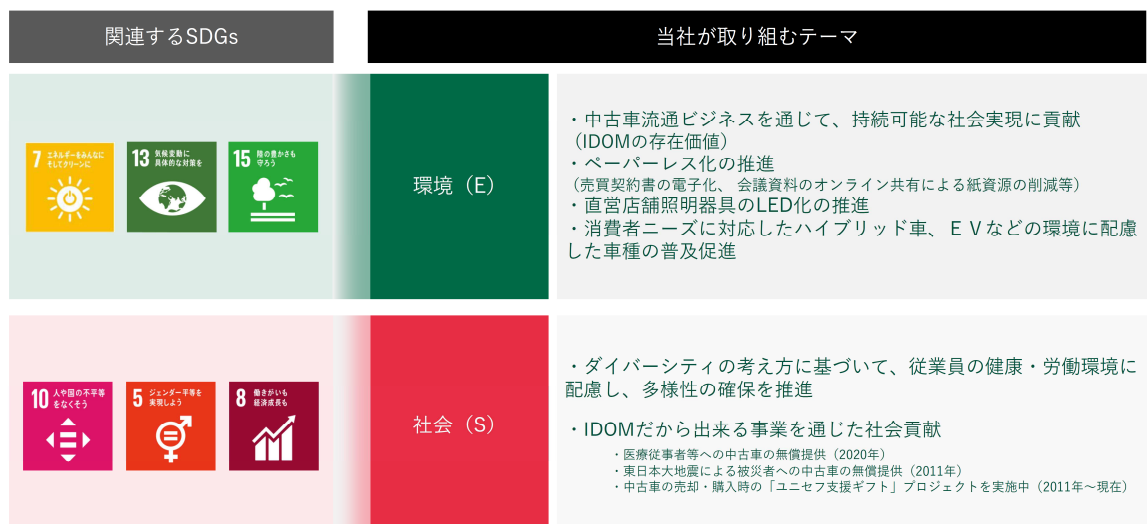 関連するSDGs
当社が取り組むテーマ
7 エネルギーをみんなに
そしてクリーンに
13 気候変動に
具体的な対策を
15 陸の豊かさも
守ろう
環境（E）
・中古車流通ビジネスを通じて、持続可能な社会実現に貢献
（IDOMの存在価値）
・ペーパーレス化の推進
（売買契約書の電子化、 会議資料のオンライン共有による紙資源の削減等）
・直営店舗照明器具のLED化の推進
・消費者ニーズに対応したハイブリッド車、ＥＶなどの環境に配慮
した車種の普及促進
10 人や国の不平等
をなくそう
5 ジェンダー平等を
実現しよう
8 働きがいも
経済成長も
社会（S）
・ダイバーシティの考え方に基づいて、従業員の健康・労働環境に
配慮し、多様性の確保を推進
・IDOMだから出来る事業を通じた社会貢献
・医療従事者等への中古車の無償提供（2020年）
・東日本大地震による被災者への中古車の無償提供（2011年）
・中古車の売却・購入時の「ユニセフ支援ギフト」プロジェクトを実施中（2011年～現在）